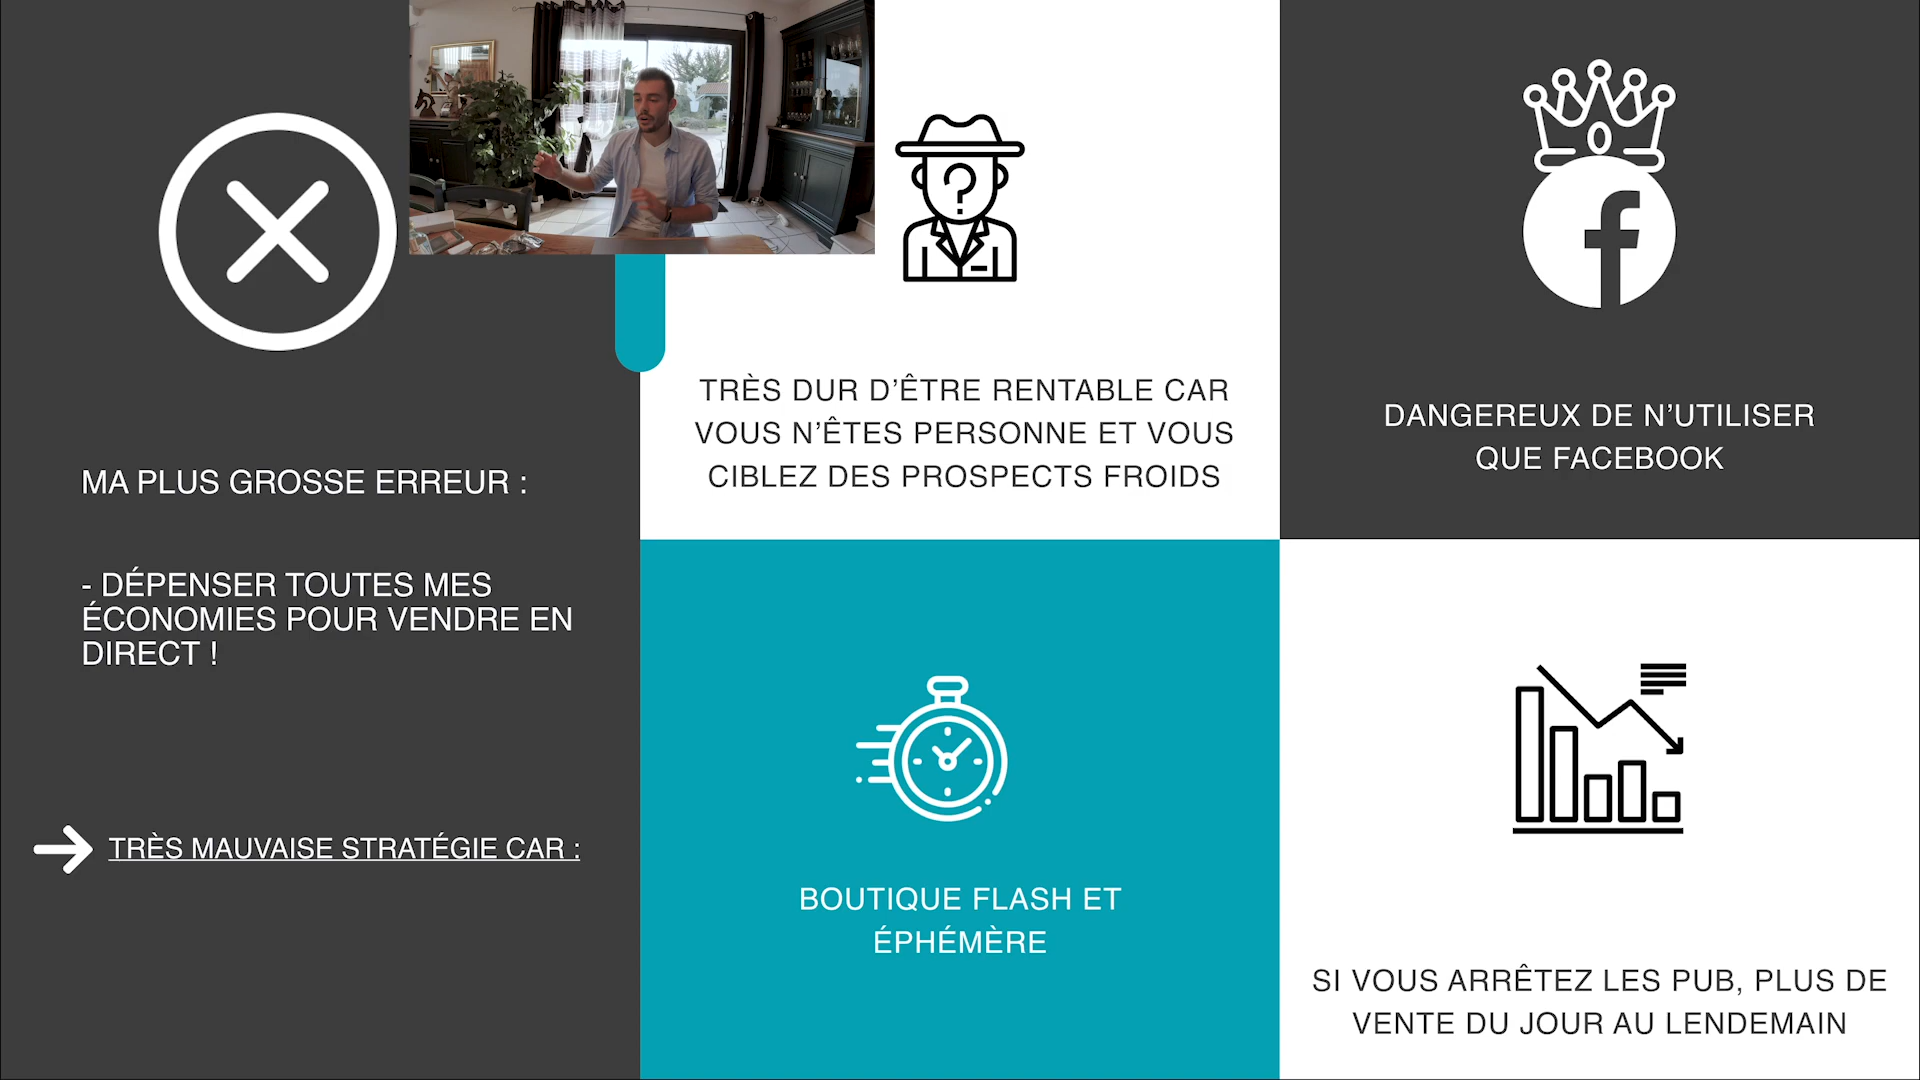 MA PLUS GROSSE ERREUR :
- DÉPENSER TOUTES MES
ÉCONOMIES POUR VENDRE EN
DIRECT !
TRÈS MAUVAISE STRATÉGIE CAR :
TRÈS DUR D’ÊTRE RENTABLE CAR
VOUS N’ÊTES PERSONNE ET VOUS
CIBLEZ DES PROSPECTS FROIDS
DANGEREUX DE N’UTILISER
QUE FACEBOOK
BOUTIQUE FLASH ET
ÉPHÉMÈRE
SI VOUS ARRÊTEZ LES PUB, PLUS DE
VENTE DU JOUR AU LENDEMAIN